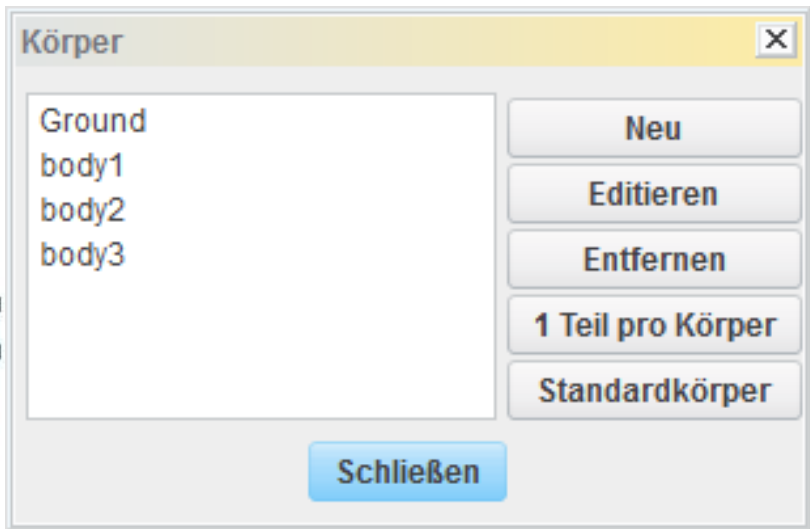 Körper
Ground
body1
body2
body3
Neu
Editieren
Entfernen
1 Teil pro Körper
Standardkörper
Schließen